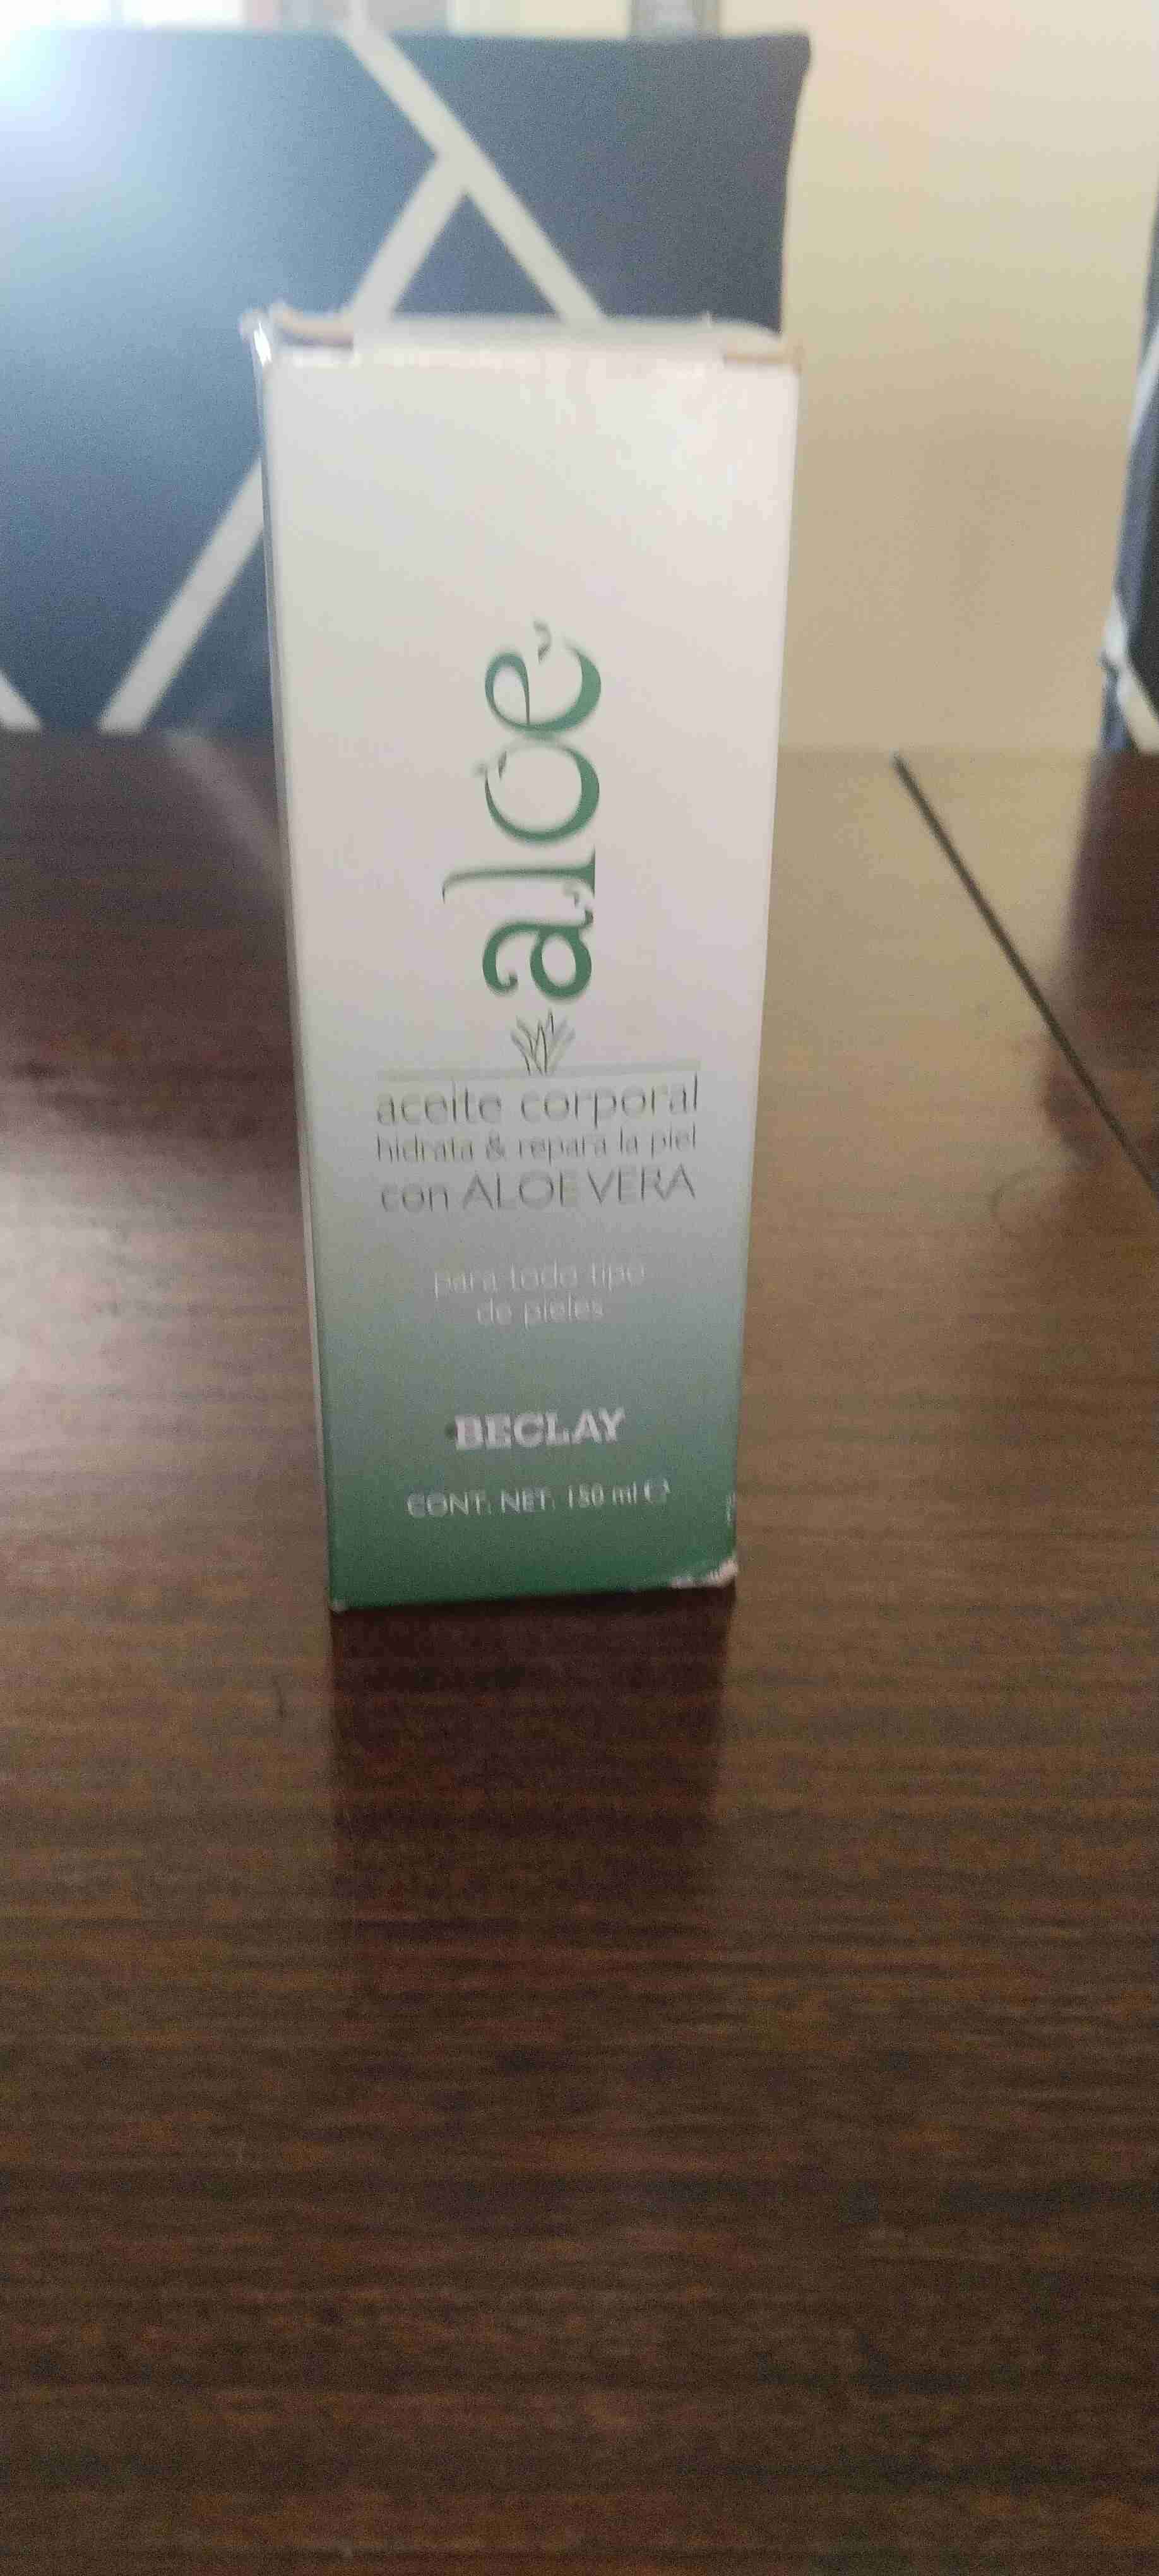 aloe
aceite corporal
hidrata & repara la piel
con ALOE VERA
para todo tipo
de pieles
BECLAY
CONT. NET. 150 ml ℮